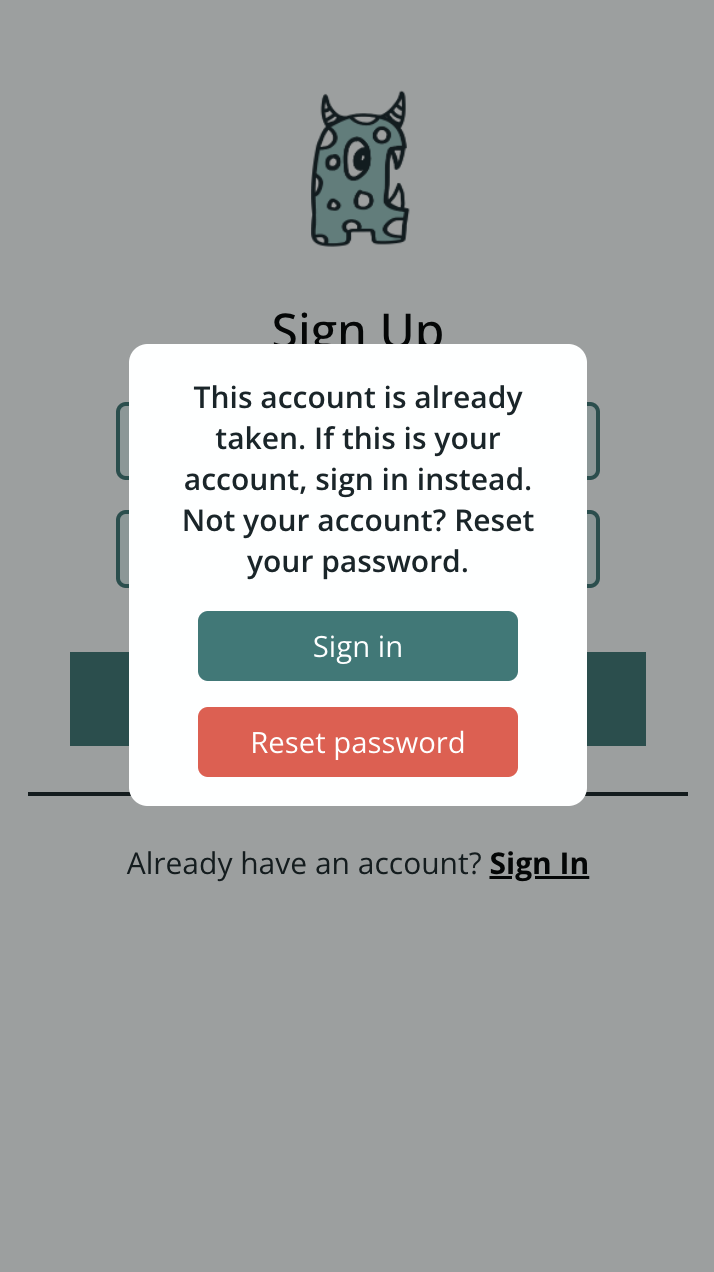 Sign Up
This account is already
taken. If this is your
account, sign in instead.
Not your account? Reset
your password.
Sign in
Reset password
Already have an account? Sign In